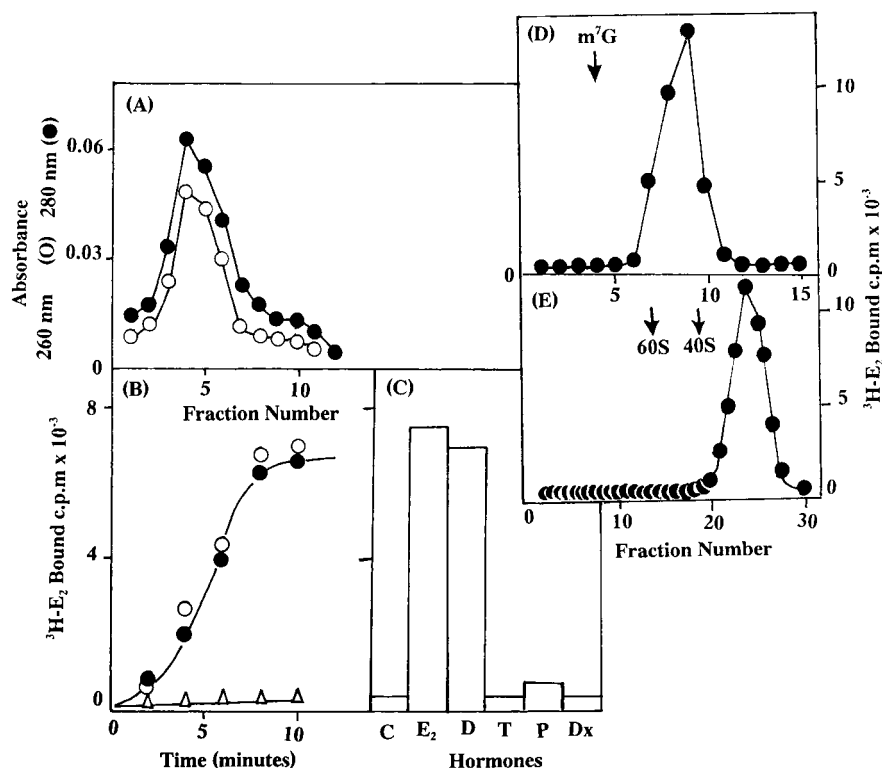 (A)
Absorbance
260 nm (O) 280 nm (●)
0.06
0.03
0
5
10
Fraction Number
(B)
³H-E₂ Bound c.p.m x 10⁻³
8
4
0
0
5
10
Time (minutes)
(C)
C E₂ D T P Dx
Hormones
(D)
m⁷G
10
5
0
0
5
10
15
³H-E₂ Bound c.p.m x 10⁻³
(E)
60S
40S
10
5
0
0
10
20
30
Fraction Number